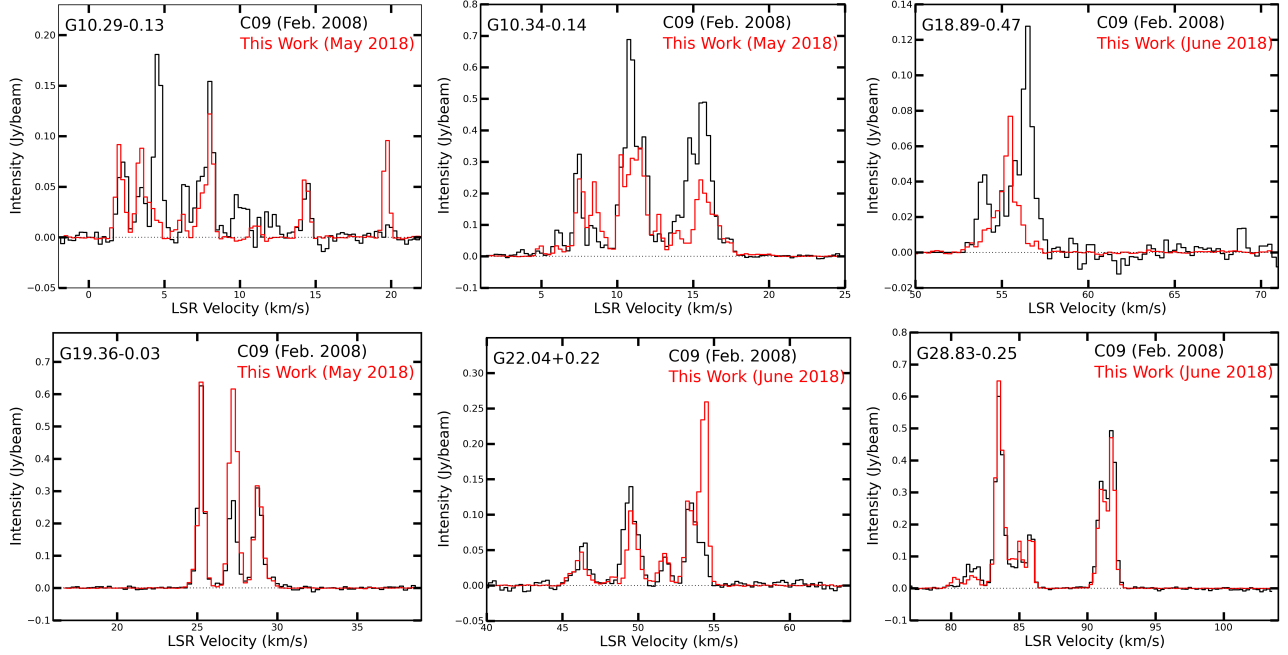 G10.29-0.13
C09 (Feb. 2008)
This Work (May 2018)
0.20
0.15
0.10
0.05
0.00
−0.05
0
5
10
15
20
Intensity (Jy/beam)
LSR Velocity (km/s)
G10.34-0.14
C09 (Feb. 2008)
This Work (May 2018)
0.8
0.7
0.6
0.5
0.4
0.3
0.2
0.1
0.0
−0.1
5
10
15
20
25
Intensity (Jy/beam)
LSR Velocity (km/s)
G18.89-0.47
C09 (Feb. 2008)
This Work (June 2018)
0.14
0.12
0.10
0.08
0.06
0.04
0.02
0.00
−0.02
50
55
60
65
70
Intensity (Jy/beam)
LSR Velocity (km/s)
G19.36-0.03
C09 (Feb. 2008)
This Work (May 2018)
0.7
0.6
0.5
0.4
0.3
0.2
0.1
0.0
−0.1
20
25
30
35
Intensity (Jy/beam)
LSR Velocity (km/s)
G22.04+0.22
C09 (Feb. 2008)
This Work (June 2018)
0.30
0.25
0.20
0.15
0.10
0.05
0.00
−0.05
40
45
50
55
60
Intensity (Jy/beam)
LSR Velocity (km/s)
G28.83-0.25
C09 (Feb. 2008)
This Work (June 2018)
0.8
0.7
0.6
0.5
0.4
0.3
0.2
0.1
0.0
−0.1
80
85
90
95
100
Intensity (Jy/beam)
LSR Velocity (km/s)